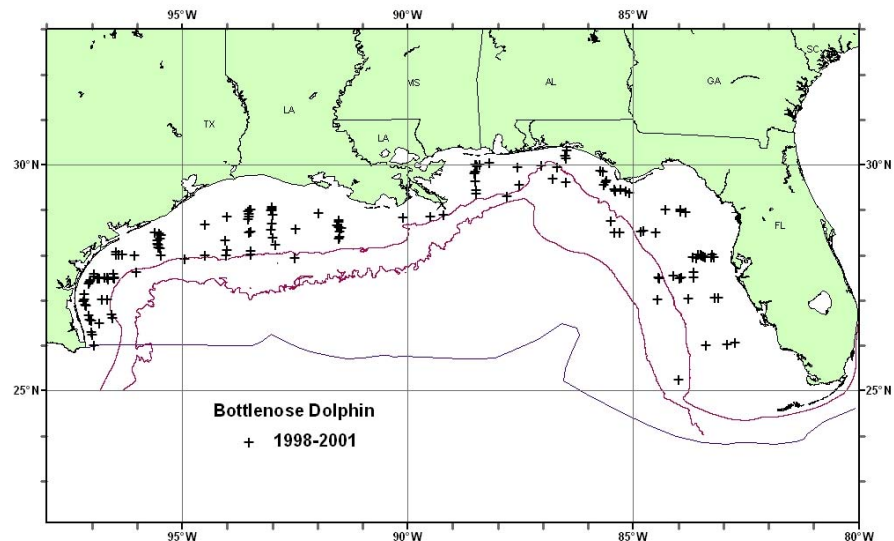 95°W 90°W 85°W
SC
MS AL GA
LA
TX
LA
30°N 30°N
FL
25°N 25°N
Bottlenose Dolphin
+ 1998-2001
95°W 90°W 85°W 80°W